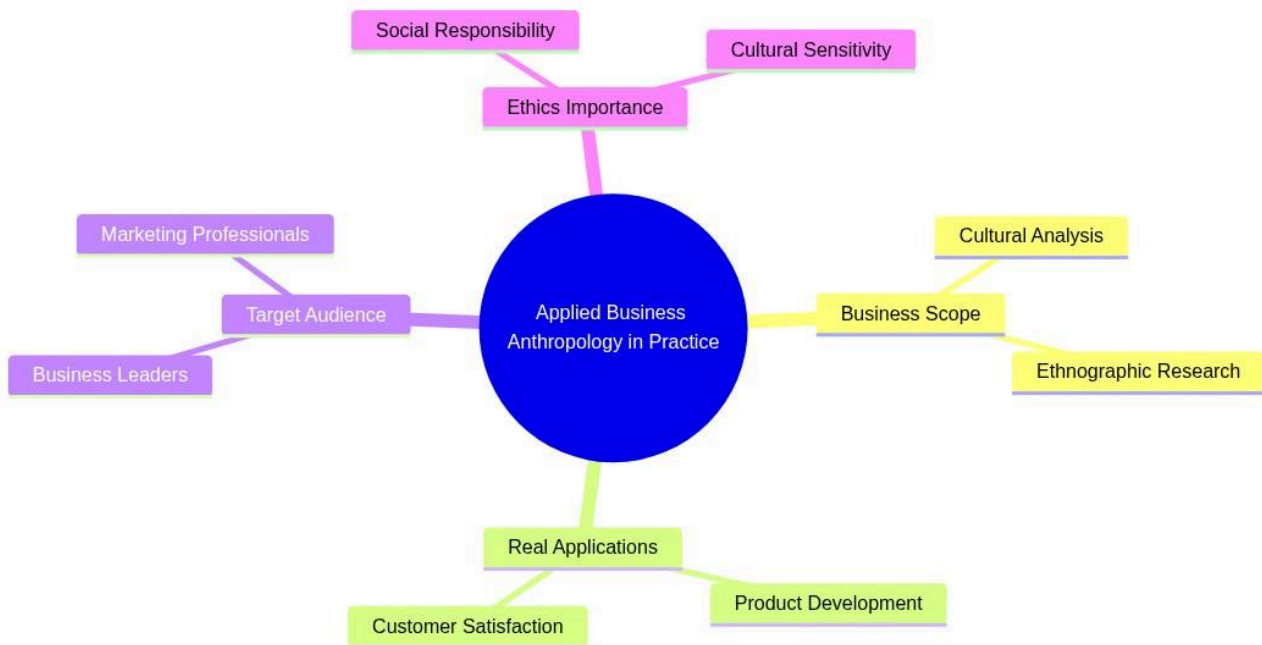 Social Responsibility
Cultural Sensitivity
Ethics Importance
Marketing Professionals
Target Audience
Business Leaders
Applied Business
Anthropology in Practice
Cultural Analysis
Business Scope
Ethnographic Research
Real Applications
Product Development
Customer Satisfaction